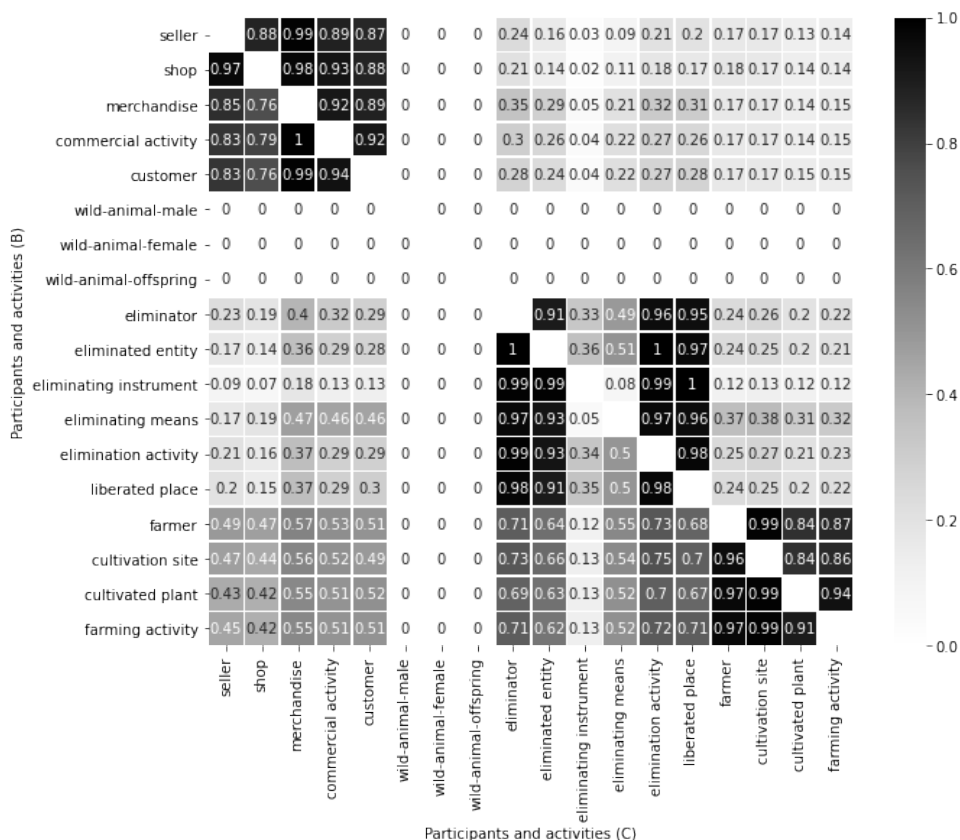 seller 0.88 0.99 0.89 0.87 0 0 0 0.24 0.16 0.03 0.09 0.21 0.2 0.17 0.17 0.13 0.14
shop 0.97 0.98 0.93 0.88 0 0 0 0.21 0.14 0.02 0.11 0.18 0.17 0.18 0.17 0.14 0.14
merchandise 0.85 0.76 0.92 0.89 0 0 0 0.35 0.29 0.05 0.21 0.32 0.31 0.17 0.17 0.14 0.15
commercial activity 0.83 0.79 1 0.92 0 0 0 0.3 0.26 0.04 0.22 0.27 0.26 0.17 0.17 0.14 0.15
customer 0.83 0.76 0.99 0.94 0 0 0 0.28 0.24 0.04 0.22 0.27 0.28 0.17 0.17 0.15 0.15
wild-animal-male 0 0 0 0 0 0 0 0 0 0 0 0 0 0 0 0 0
wild-animal-female 0 0 0 0 0 0 0 0 0 0 0 0 0 0 0 0 0
wild-animal-offspring 0 0 0 0 0 0 0 0 0 0 0 0 0 0 0 0 0
eliminator 0.23 0.19 0.4 0.32 0.29 0 0 0 0.91 0.33 0.49 0.96 0.95 0.24 0.26 0.2 0.22
eliminated entity 0.17 0.14 0.36 0.29 0.28 0 0 0 1 0.36 0.51 1 0.97 0.24 0.25 0.2 0.21
eliminating instrument 0.09 0.07 0.18 0.13 0.13 0 0 0 0.99 0.99 0.08 0.99 1 0.12 0.13 0.12 0.12
eliminating means 0.17 0.19 0.47 0.46 0.46 0 0 0 0.97 0.93 0.05 0.97 0.96 0.37 0.38 0.31 0.32
elimination activity 0.21 0.16 0.37 0.29 0.29 0 0 0 0.99 0.93 0.34 0.5 0.98 0.25 0.27 0.21 0.23
liberated place 0.2 0.15 0.37 0.29 0.3 0 0 0 0.98 0.91 0.35 0.5 0.98 0.24 0.25 0.2 0.22
farmer 0.49 0.47 0.57 0.53 0.51 0 0 0 0.71 0.64 0.12 0.55 0.73 0.68 0.99 0.84 0.87
cultivation site 0.47 0.44 0.56 0.52 0.49 0 0 0 0.73 0.66 0.13 0.54 0.75 0.7 0.96 0.84 0.86
cultivated plant 0.43 0.42 0.55 0.51 0.52 0 0 0 0.69 0.63 0.13 0.52 0.7 0.67 0.97 0.99 0.94
farming activity 0.45 0.42 0.55 0.51 0.51 0 0 0 0.71 0.62 0.13 0.52 0.72 0.71 0.97 0.99 0.91
Participants and activities (B)
seller
shop
merchandise
commercial activity
customer
wild-animal-male
wild-animal-female
wild-animal-offspring
eliminator
eliminated entity
eliminating instrument
eliminating means
elimination activity
liberated place
farmer
cultivation site
cultivated plant
farming activity
Participants and activities (C)
1.0
0.8
0.6
0.4
0.2
0.0